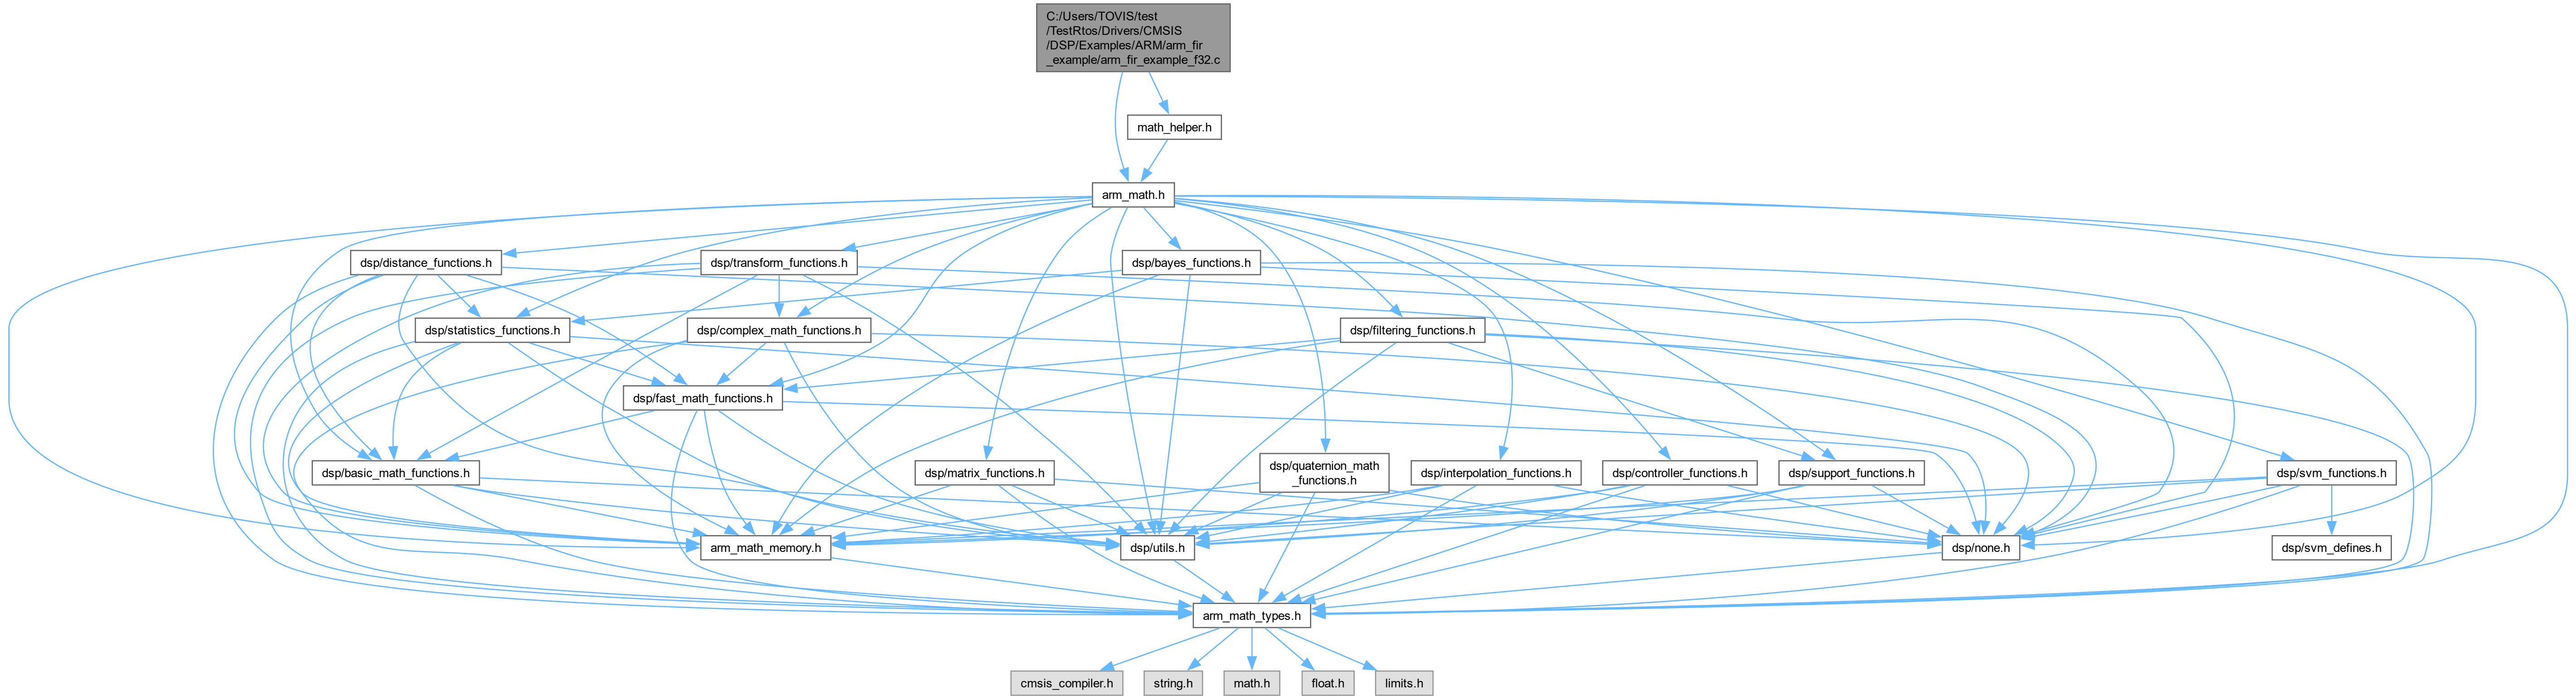 C:/Users/TOVIS/test
/TestRtos/Drivers/CMSIS
/DSP/Examples/ARM/arm_fir
_example/arm_fir_example_f32.c
math_helper.h
arm_math.h
dsp/distance_functions.h
dsp/transform_functions.h
dsp/bayes_functions.h
dsp/statistics_functions.h
dsp/complex_math_functions.h
dsp/filtering_functions.h
dsp/fast_math_functions.h
dsp/basic_math_functions.h
dsp/matrix_functions.h
dsp/quaternion_math
_functions.h
dsp/interpolation_functions.h
dsp/controller_functions.h
dsp/support_functions.h
dsp/svm_functions.h
arm_math_memory.h
dsp/utils.h
dsp/none.h
dsp/svm_defines.h
arm_math_types.h
cmsis_compiler.h
string.h
math.h
float.h
limits.h